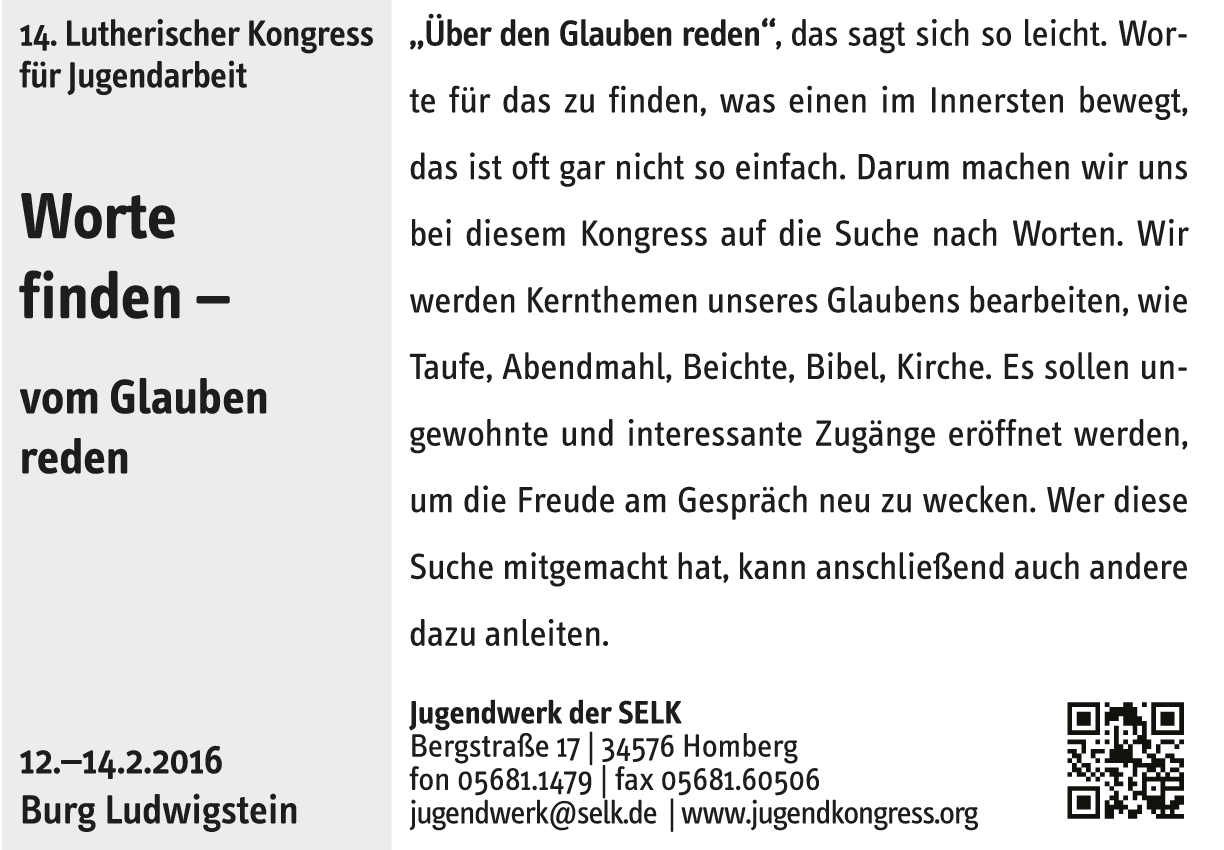 14. Lutherischer Kongress
für Jugendarbeit
Worte
finden –
vom Glauben
reden
12.–14.2.2016
Burg Ludwigstein
„Über den Glauben reden“, das sagt sich so leicht. Wor-
te für das zu finden, was einen im Innersten bewegt,
das ist oft gar nicht so einfach. Darum machen wir uns
bei diesem Kongress auf die Suche nach Worten. Wir
werden Kernthemen unseres Glaubens bearbeiten, wie
Taufe, Abendmahl, Beichte, Bibel, Kirche. Es sollen un-
gewohnte und interessante Zugänge eröffnet werden,
um die Freude am Gespräch neu zu wecken. Wer diese
Suche mitgemacht hat, kann anschließend auch andere
dazu anleiten.
Jugendwerk der SELK
Bergstraße 17 | 34576 Homberg
fon 05681.1479 | fax 05681.60506
jugendwerk@selk.de | www.jugendkongress.org